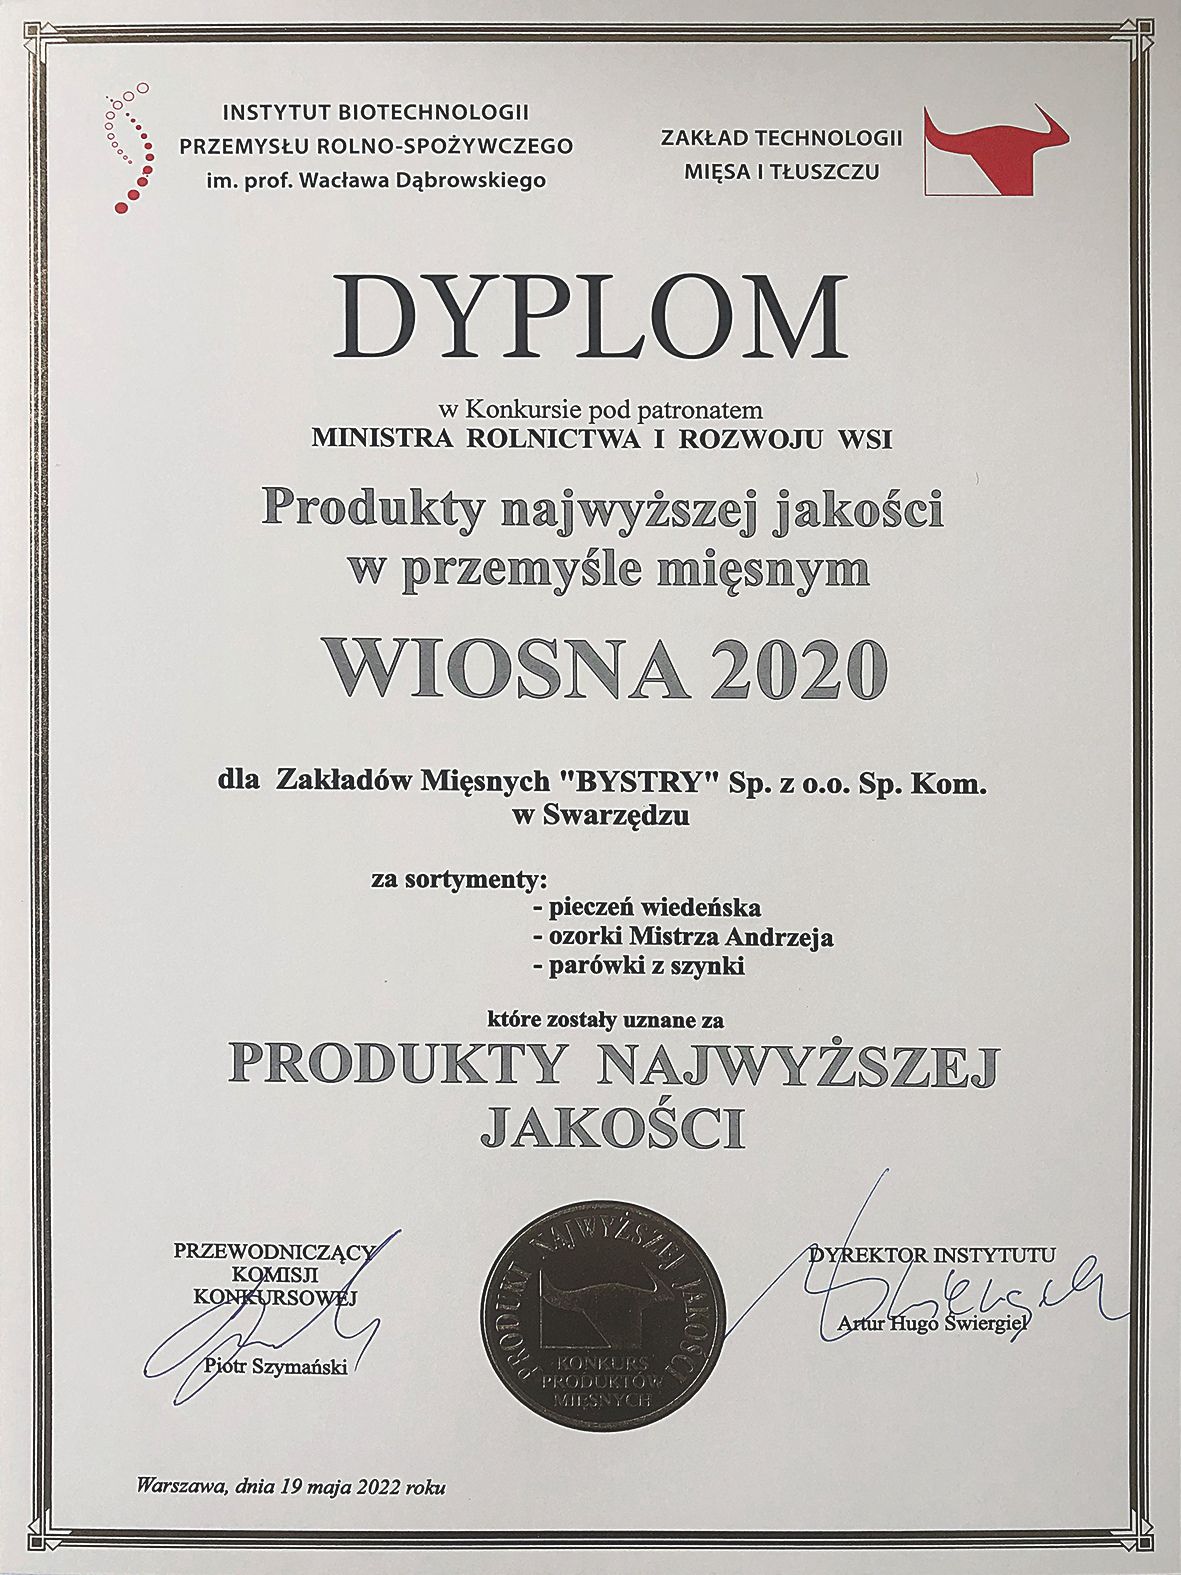 INSTYTUT BIOTECHNOLOGII
PRZEMYSŁU ROLNO-SPOŻYWCZEGO
im. prof. Wacława Dąbrowskiego
ZAKŁAD TECHNOLOGII
MIĘSA I TŁUSZCZU
DYPLOM
w Konkursie pod patronatem
MINISTRA ROLNICTWA I ROZWOJU WSI
Produkty najwyższej jakości
w przemyśle mięsnym
WIOSNA 2020
dla Zakładów Mięsnych "BYSTRY" Sp. z o.o. Sp. Kom.
w Swarzędzu
za sortymenty:
- pieczeń wiedeńska
- ozorki Mistrza Andrzeja
- parówki z szynki
które zostały uznane za
PRODUKTY NAJWYŻSZEJ
JAKOŚCI
PRZEWODNICZĄCY
KOMISJI
KONKURSOWEJ
Piotr Szymański
PRODUKT NAJWYŻSZEJ JAKOŚCI
KONKURS
PRODUKTÓW
MIĘSNYCH
DYREKTOR INSTYTUTU
Artur Hugo Świergiel
Warszawa, dnia 19 maja 2022 roku